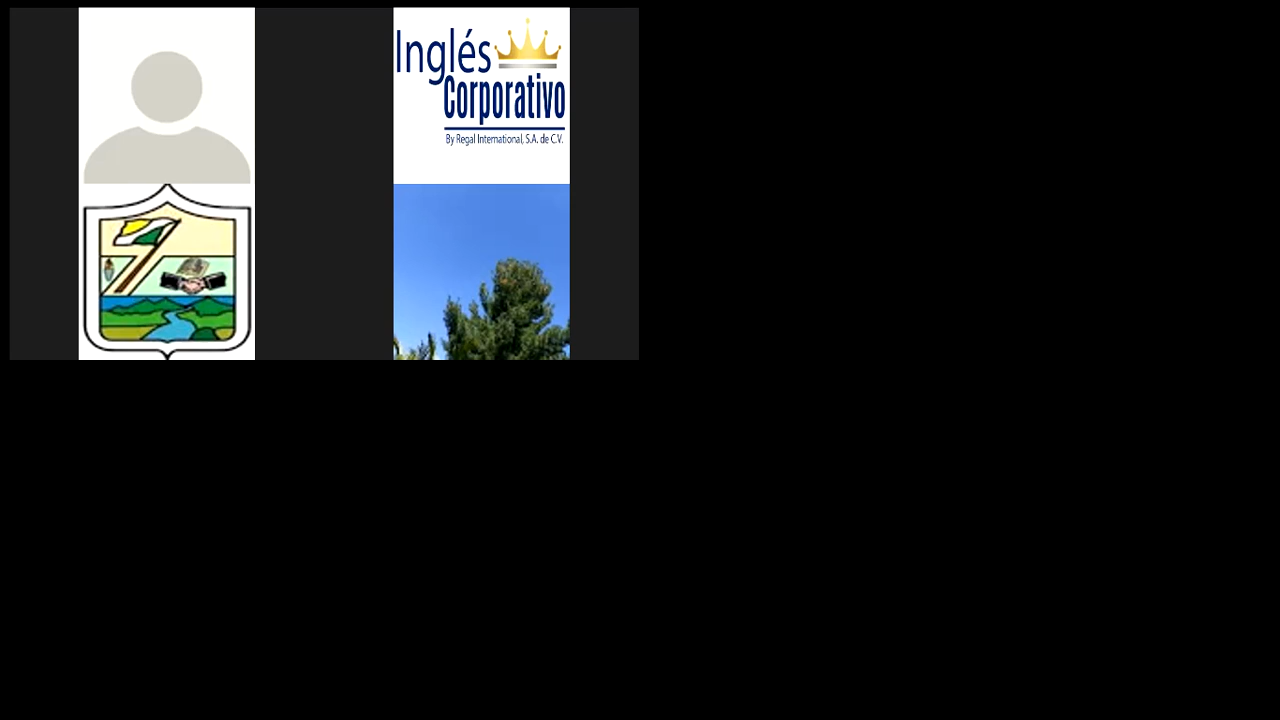 Inglés
Corporativo
By Regal International, S.A. de C.V.